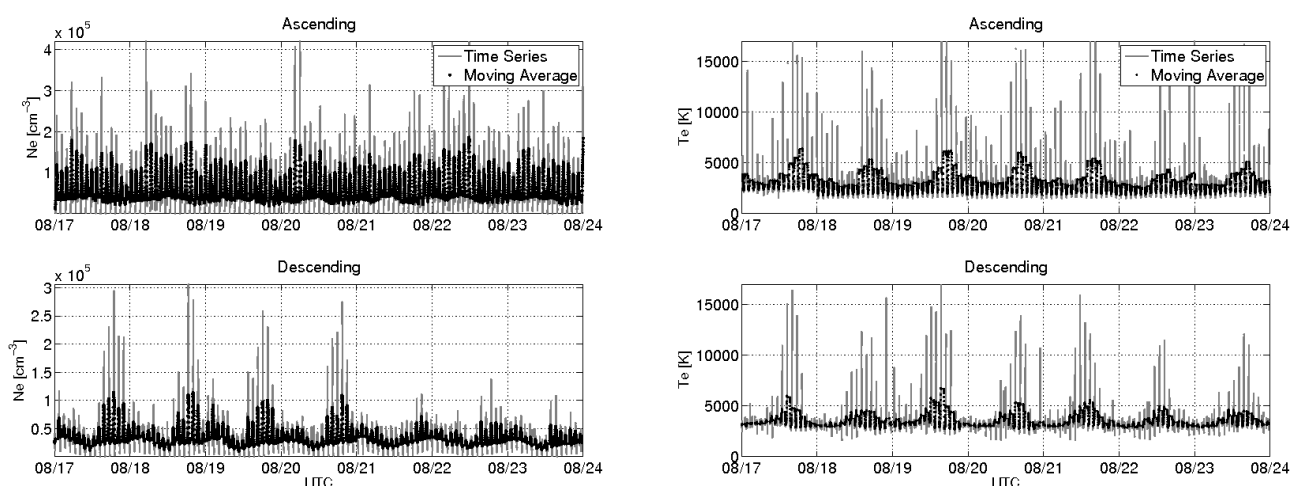 Ascending
x 10⁵
4
3
2
1
Ne [cm⁻³]
Time Series
Moving Average
08/17 08/18 08/19 08/20 08/21 08/22 08/23 08/24
Ascending
15000
10000
5000
0
Te [K]
Time Series
Moving Average
08/17 08/18 08/19 08/20 08/21 08/22 08/23 08/24
Descending
x 10⁵
3
2.5
2
1.5
1
0.5
Ne [cm⁻³]
08/17 08/18 08/19 08/20 08/21 08/22 08/23 08/24
UTC
Descending
15000
10000
5000
0
Te [K]
08/17 08/18 08/19 08/20 08/21 08/22 08/23 08/24
UTC